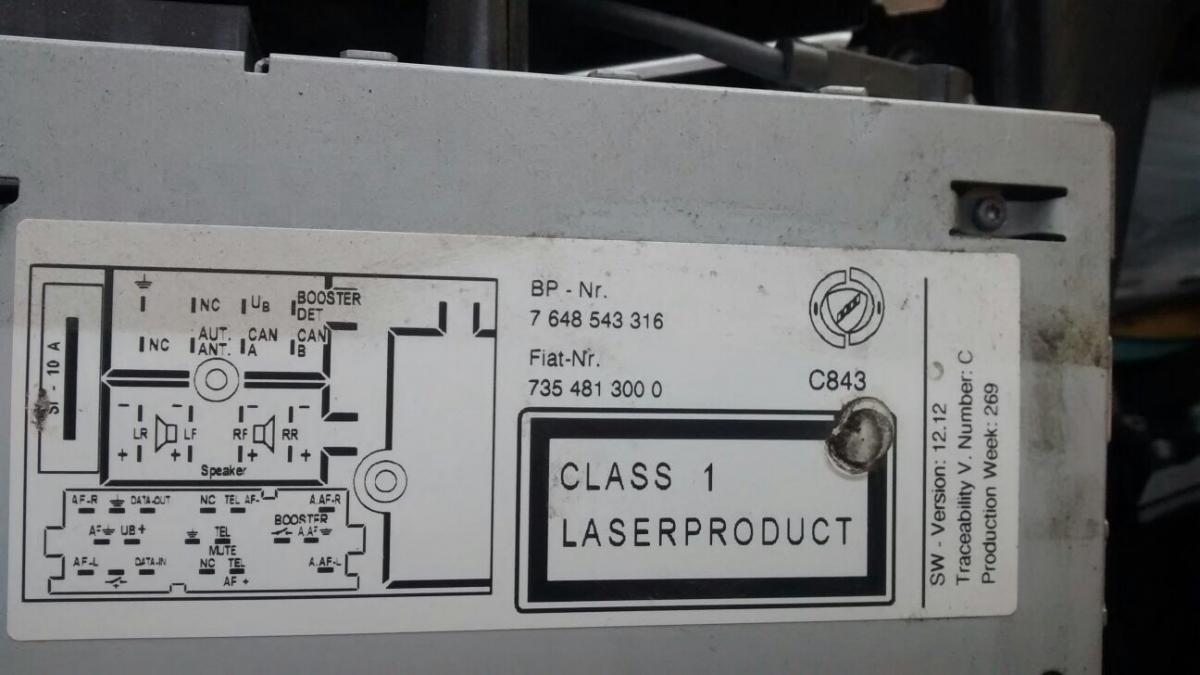 5A - 10 A
NC
UB
BOOSTER
DET
NC
AUT.
ANT.
CAN
A
CAN
B
- - - -
LR LF RF RR
+ + + +
Speaker
AF-R DATA-OUT NC TEL AF- A.AF-R
AF UB + TEL BOOSTER
MUTE A.AF
AF-L DATA-IN NC TEL A.AF-L
AF +
BP - Nr.
7 648 543 316
Fiat-Nr.
735 481 300 0
C843
CLASS 1
LASERPRODUCT
SW - Version: 12.12
Traceability V. Number: C
Production Week: 269